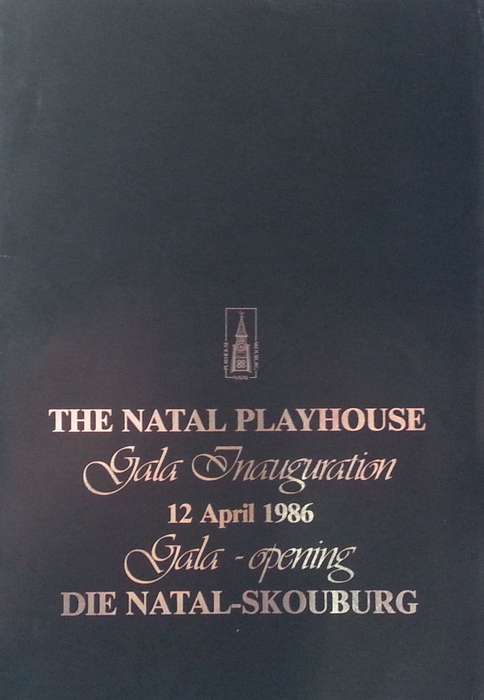 THE NATAL PLAYHOUSE
Gala Inauguration
12 April 1986
Gala - opening
DIE NATAL-SKOUBURG